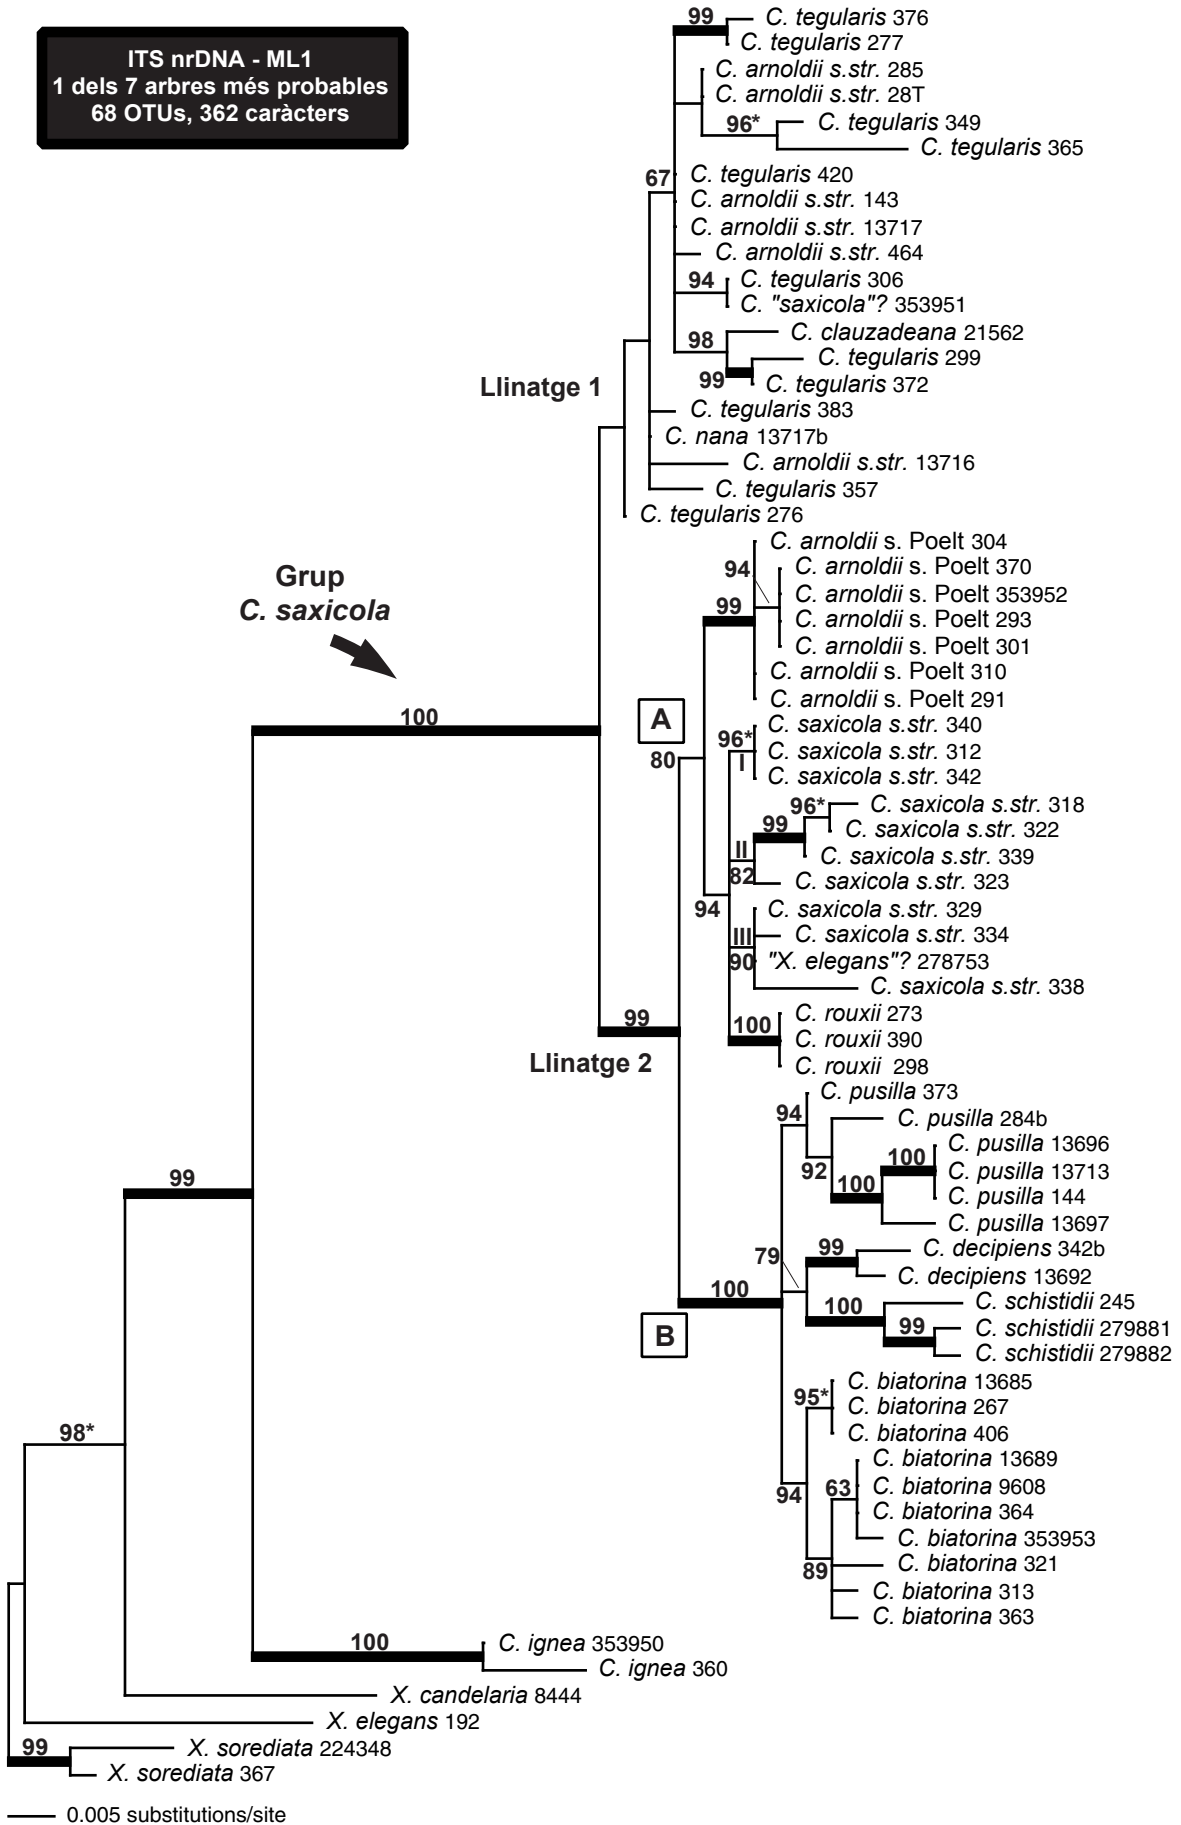 ITS nrDNA - ML1
1 dels 7 arbres més probables
68 OTUs, 362 caràcters
99
C. tegularis 376
C. tegularis 277
C. arnoldii s.str. 285
C. arnoldii s.str. 28T
96*
C. tegularis 349
C. tegularis 365
67
C. tegularis 420
C. arnoldii s.str. 143
C. arnoldii s.str. 13717
C. arnoldii s.str. 464
94
C. tegularis 306
C. "saxicola"? 353951
98
C. clauzadeana 21562
C. tegularis 299
99
C. tegularis 372
Llinatge 1
C. tegularis 383
C. nana 13717b
C. arnoldii s.str. 13716
C. tegularis 357
C. tegularis 276
C. arnoldii s. Poelt 304
94
C. arnoldii s. Poelt 370
C. arnoldii s. Poelt 353952
99
C. arnoldii s. Poelt 293
C. arnoldii s. Poelt 301
C. arnoldii s. Poelt 310
C. arnoldii s. Poelt 291
Grup
C. saxicola
100
A
80
C. saxicola s.str. 340
96*
I
C. saxicola s.str. 312
C. saxicola s.str. 342
96*
C. saxicola s.str. 318
99
C. saxicola s.str. 322
II
82
C. saxicola s.str. 339
C. saxicola s.str. 323
94
C. saxicola s.str. 329
III
90
C. saxicola s.str. 334
"X. elegans"? 278753
C. saxicola s.str. 338
99
Llinatge 2
C. rouxii 273
100
C. rouxii 390
C. rouxii 298
C. pusilla 373
94
C. pusilla 284b
92
C. pusilla 13696
100
C. pusilla 13713
100
C. pusilla 144
C. pusilla 13697
99
79
99
C. decipiens 342b
C. decipiens 13692
100
B
100
C. schistidii 245
99
C. schistidii 279881
C. schistidii 279882
C. biatorina 13685
95*
C. biatorina 267
C. biatorina 406
98*
C. biatorina 13689
94
63
C. biatorina 9608
C. biatorina 364
C. biatorina 353953
89
C. biatorina 321
C. biatorina 313
C. biatorina 363
100
C. ignea 353950
C. ignea 360
X. candelaria 8444
X. elegans 192
99
X. sorediata 224348
X. sorediata 367
0.005 substitutions/site